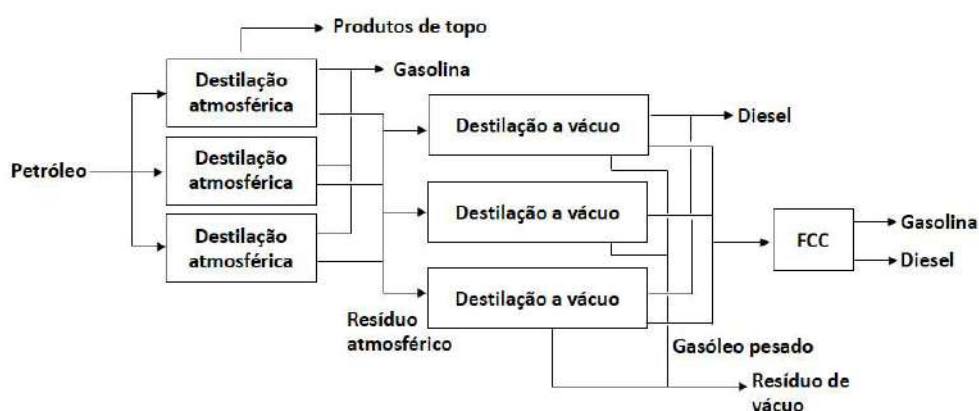 Produtos de topo
Destilação
atmosférica
Gasolina
Destilação a vácuo
Diesel
Petróleo
Destilação
atmosférica
Destilação a vácuo
Destilação
atmosférica
FCC
Gasolina
Diesel
Destilação a vácuo
Resíduo
atmosférico
Gasóleo pesado
Resíduo de
vácuo